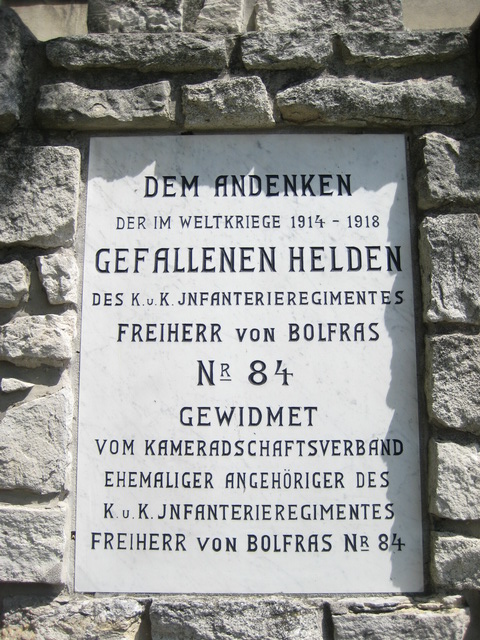 DEM ANDENKEN
DER IM WELTKRIEGE 1914 - 1918
GEFALLENEN HELDEN
DES K.u.K. JNFANTERIEREGIMENTES
FREIHERR VON BOLFRAS
NR 84
GEWIDMET
VOM KAMERADSCHAFTSVERBAND
EHEMALIGER ANGEHÖRIGER DES
K.u.K. JNFANTERIEREGIMENTES
FREIHERR VON BOLFRAS NR 84